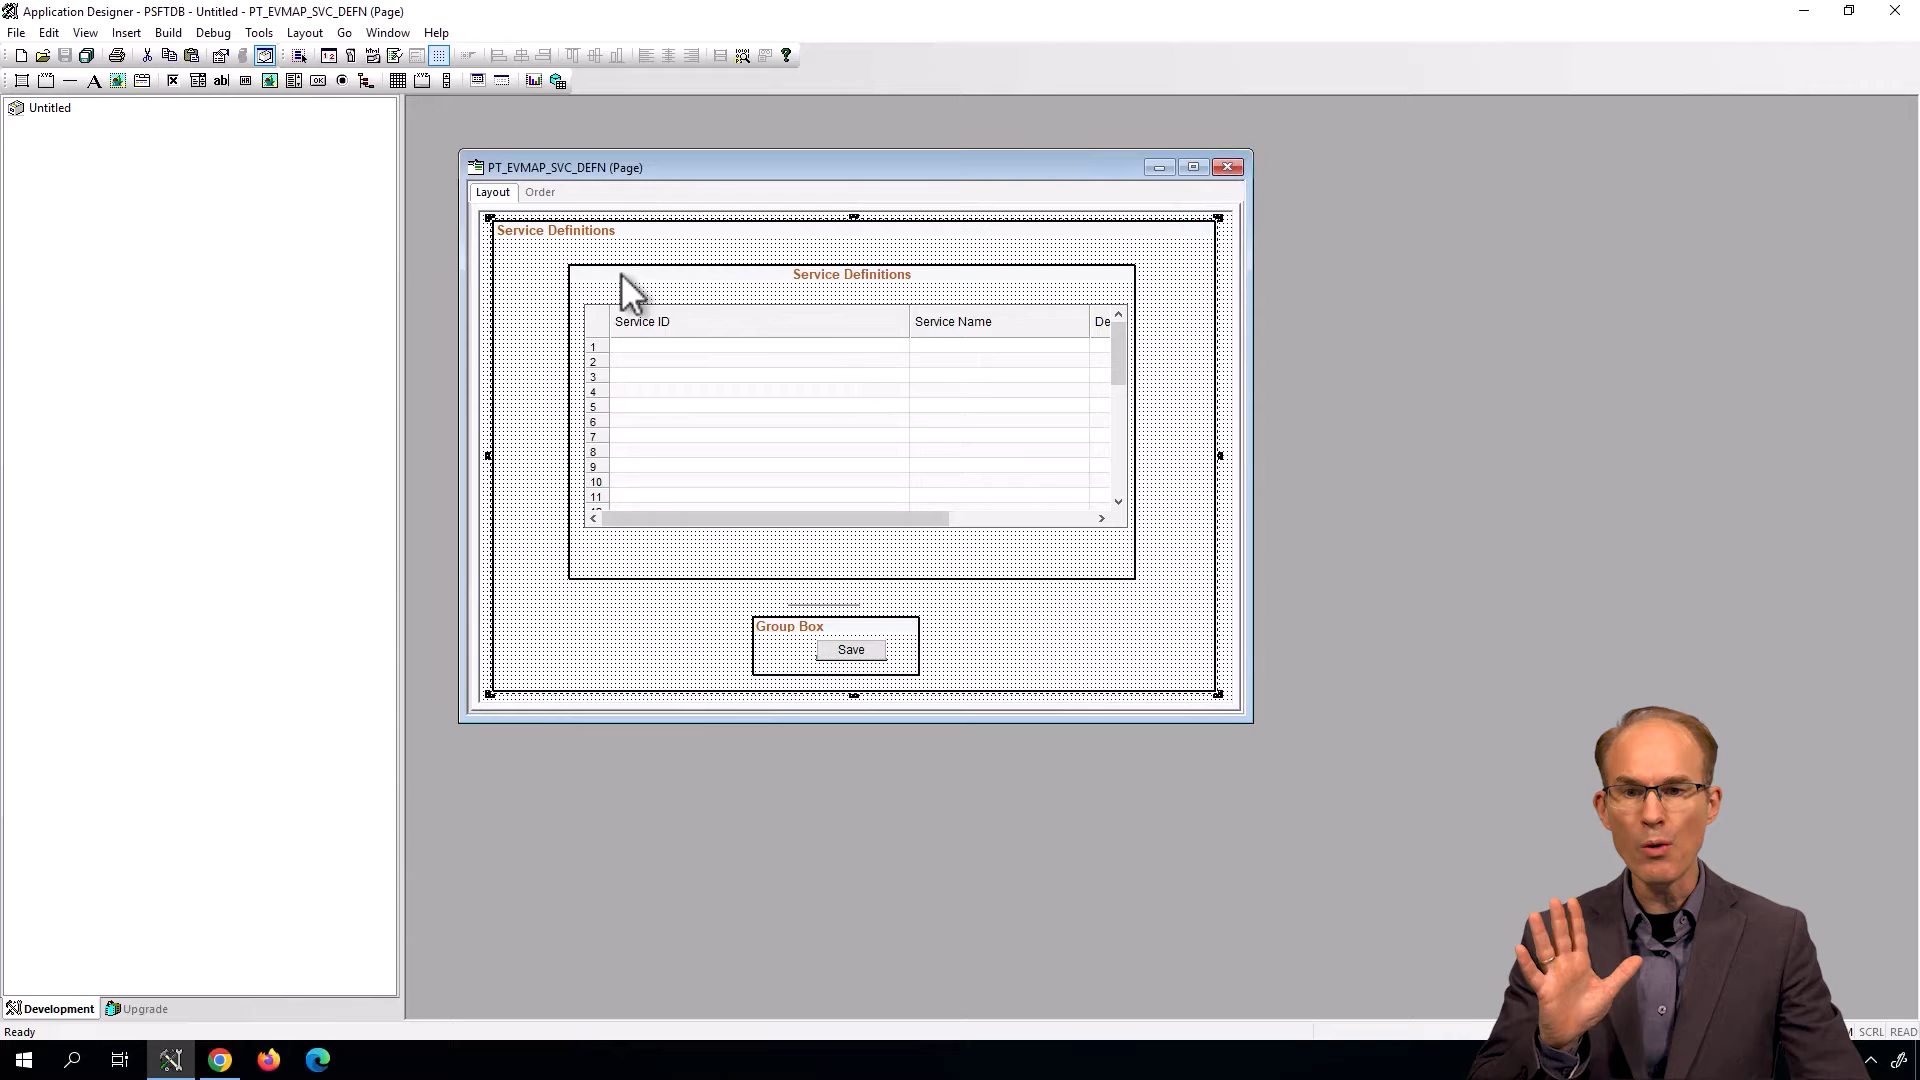 Application Designer - PSFTDB - Untitled - PT_EVMAP_SVC_DEFN (Page)
File Edit View Insert Build Debug Tools Layout Go Window Help
Untitled
PT_EVMAP_SVC_DEFN (Page)
Layout Order
Service Definitions
Service Definitions
Service ID Service Name De
1
2
3
4
5
6
7
8
9
10
11
Group Box
Save
Development Upgrade
Ready
SCRL READ